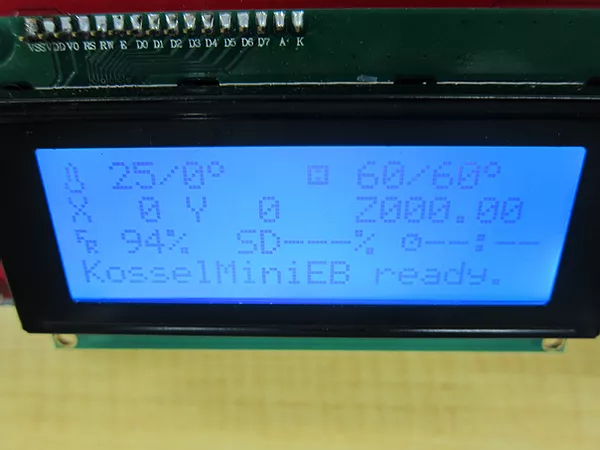 VSS VDD V0 RS RW E D0 D1 D2 D3 D4 D5 D6 D7 A K
25/0° 60/60°
X 0 Y 0 Z000.00
FR 94% SD---% --:--
KosselMiniEB ready.